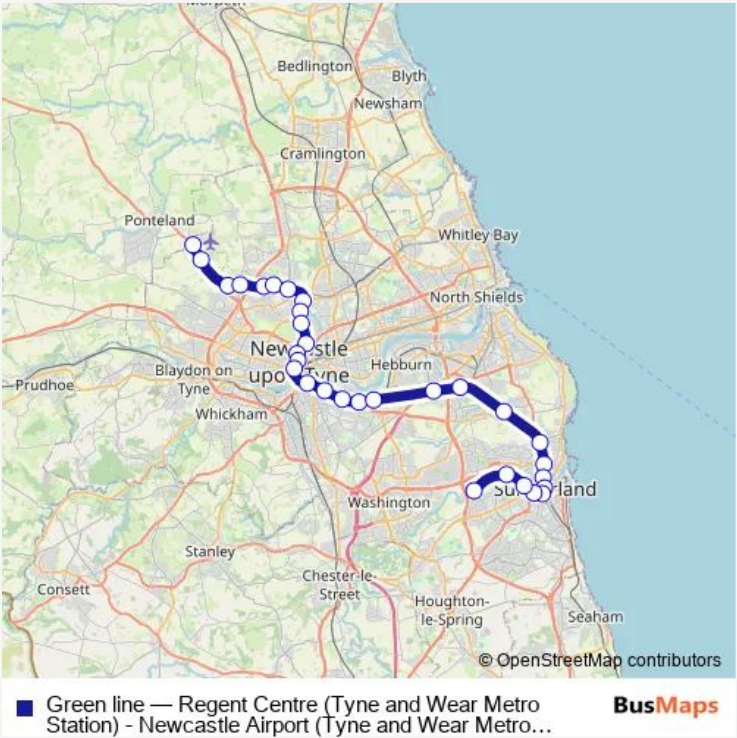 Morpeth
Bedlington
Blyth
Newsham
Cramlington
Ponteland
Whitley Bay
North Shields
Newcastle
upon Tyne
Hebburn
Blaydon on
Tyne
Prudhoe
Whickham
Sunderland
Washington
Stanley
Chester-le-
Street
Consett
Houghton-
le-Spring
Seaham
© OpenStreetMap contributors
Green line — Regent Centre (Tyne and Wear Metro
Station) - Newcastle Airport (Tyne and Wear Metro...
BusMaps